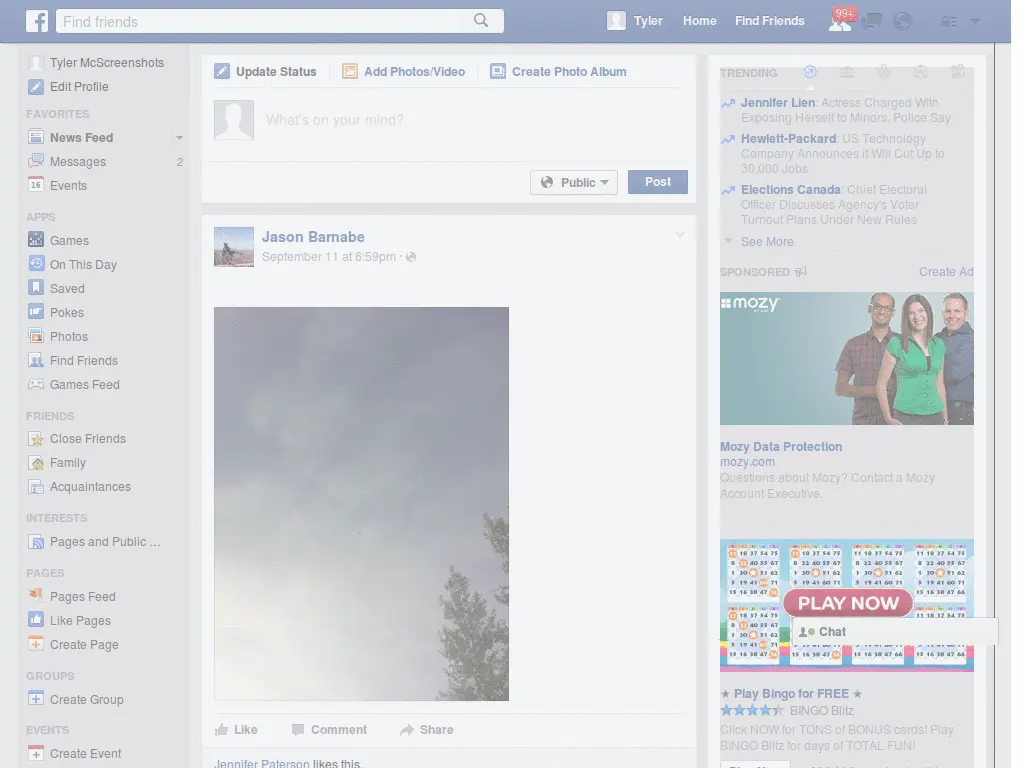 Find friends
Tyler
Home
Find Friends
99+
Tyler McScreenshots
Edit Profile
FAVORITES
News Feed
Messages 2
16 Events
APPS
Games
On This Day
Saved
Pokes
Photos
Find Friends
Games Feed
FRIENDS
Close Friends
Family
Acquaintances
INTERESTS
Pages and Public ...
PAGES
Pages Feed
Like Pages
Create Page
GROUPS
Create Group
EVENTS
Create Event
Update Status
Add Photos/Video
Create Photo Album
What's on your mind?
Public
Post
Jason Barnabe
September 11 at 6:59pm ·
Like
Comment
Share
Jennifer Paterson likes this.
TRENDING
Jennifer Lien: Actress Charged With
Exposing Herself to Minors, Police Say
Hewlett-Packard: US Technology
Company Announces It Will Cut Up to
30,000 Jobs
Elections Canada: Chief Electoral
Officer Discusses Agency's Voter
Turnout Plans Under New Rules
See More
SPONSORED
Create Ad
mozy
Mozy Data Protection
mozy.com
Questions about Mozy? Contact a Mozy
Account Executive.
PLAY NOW
Chat
★ Play Bingo for FREE ★
BINGO Blitz
Click NOW for TONS of BONUS cards! Play
BINGO Blitz for days of TOTAL FUN!